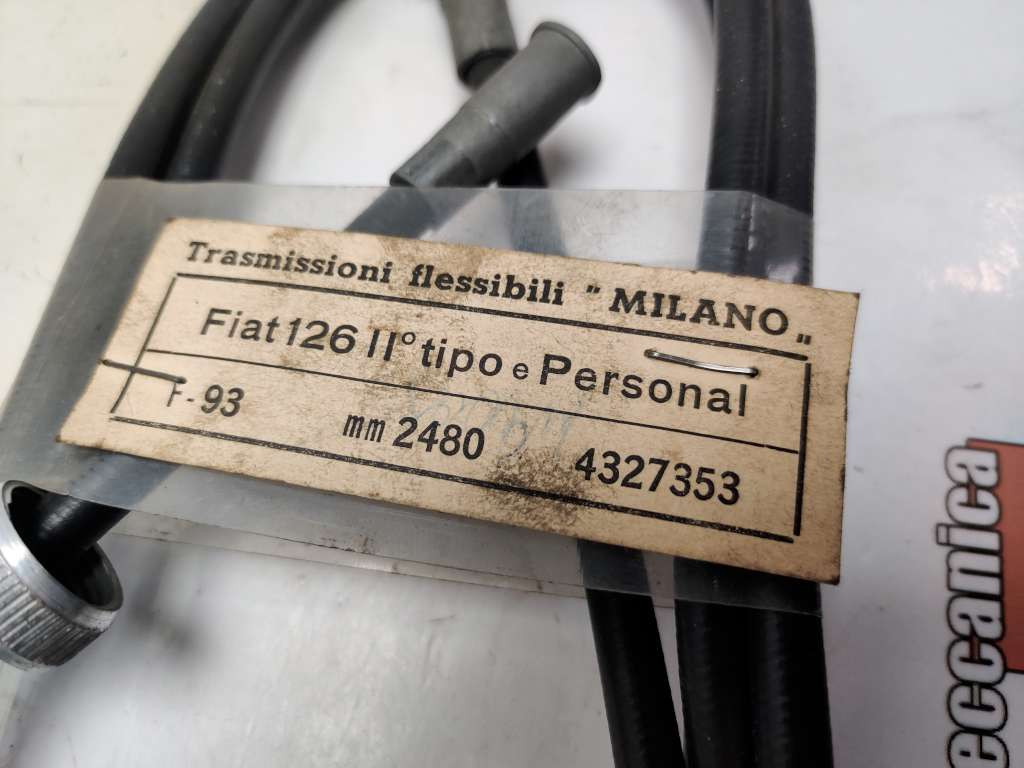 Trasmissioni flessibili " MILANO „
Fiat 126 II° tipo e Personal
F-93 mm 2480 4327353
eccanica